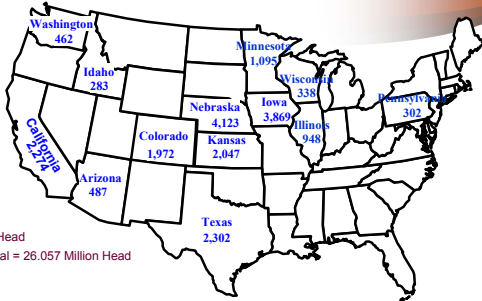 Washington
462
Idaho
283
Minnesota
1,095
Wisconsin
338
Nebraska
4,123
Iowa
3,869
Illinois
948
Pennsylvania
302
California
2,274
Colorado
1,972
Kansas
2,047
Arizona
487
Texas
2,302
Head
= 26.057 Million Head